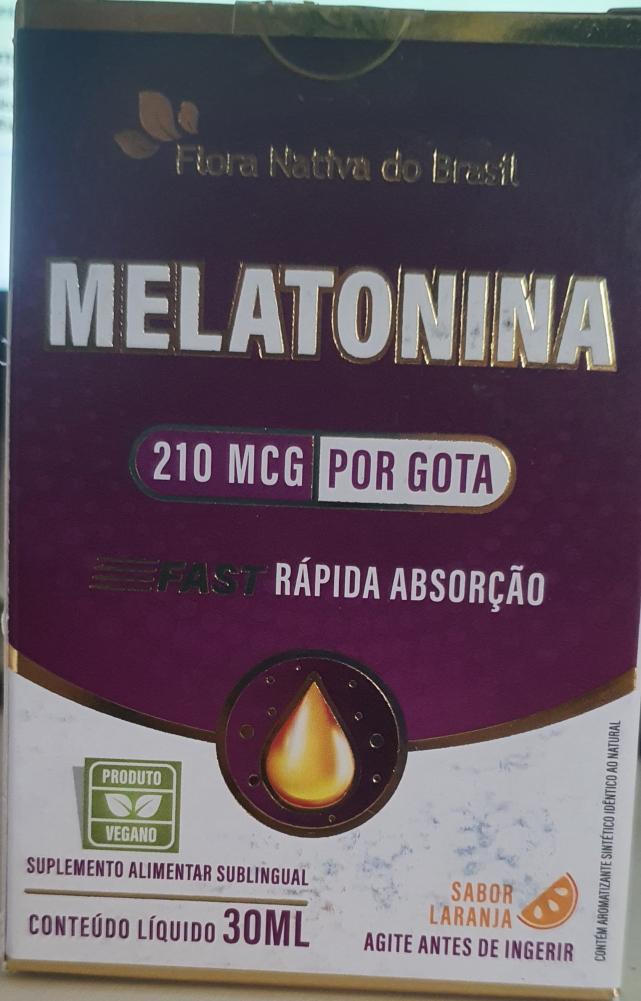 Flora Nativa do Brasil
MELATONINA
210 MCG POR GOTA
FAST RÁPIDA ABSORÇÃO
PRODUTO
VEGANO
SUPLEMENTO ALIMENTAR SUBLINGUAL
CONTEÚDO LÍQUIDO 30ML
SABOR
LARANJA
AGITE ANTES DE INGERIR
CONTÉM AROMATIZANTE SINTÉTICO IDÊNTICO AO NATURAL